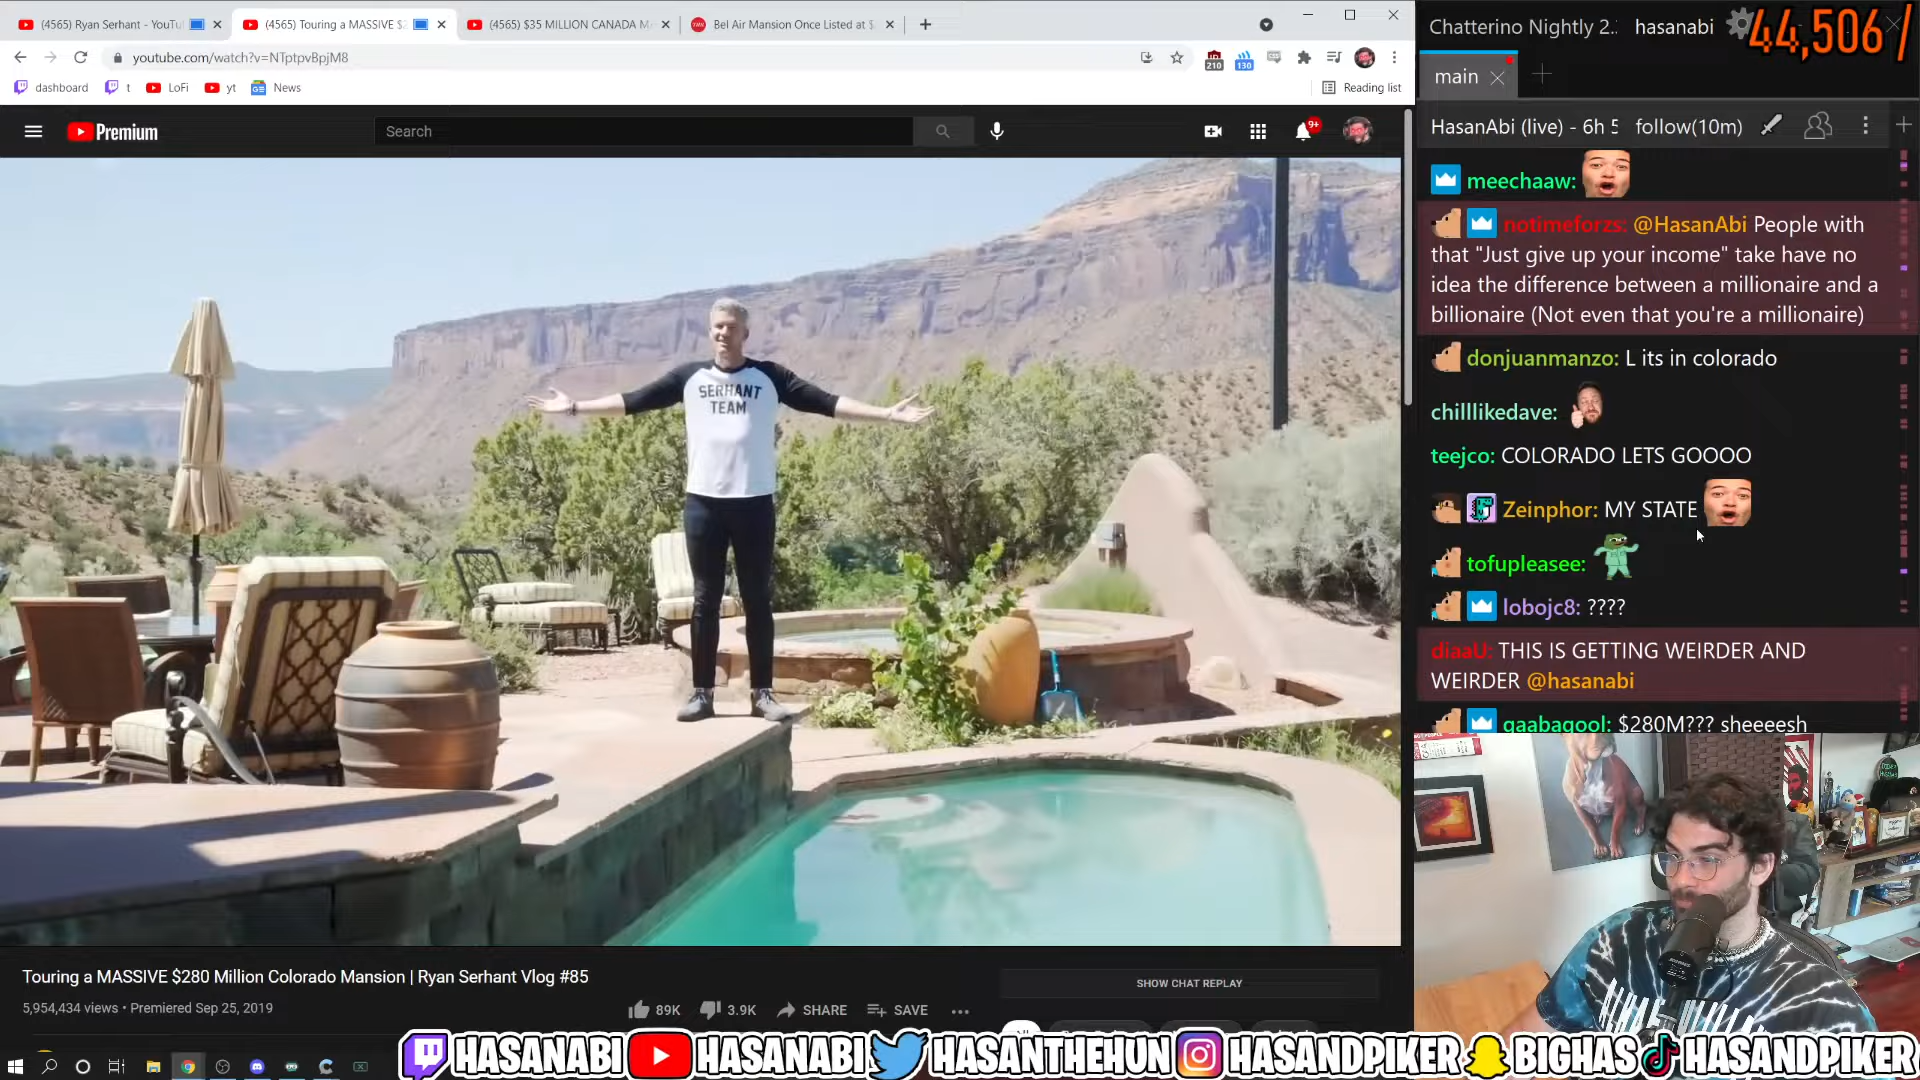 (4565) Ryan Serhant - YouTu
(4565) Touring a MASSIVE $2
(4565) $35 MILLION CANADA M
Bel Air Mansion Once Listed at $
youtube.com/watch?v=NTptpvBpjM8
210
130
dashboard
t
LoFi
yt
News
Reading list
Premium
Search
9+
SERHANT
TEAM
Touring a MASSIVE $280 Million Colorado Mansion | Ryan Serhant Vlog #85
5,954,434 views • Premiered Sep 25, 2019
89K
3.9K
SHARE
SAVE
SHOW CHAT REPLAY
Chatterino Nightly 2.
hasanabi
44,506 /
main
HasanAbi (live) - 6h 5
follow(10m)
meechaaw:
notimeforzs: @HasanAbi People with
that "Just give up your income" take have no
idea the difference between a millionaire and a
billionaire (Not even that you're a millionaire)
donjuanmanzo: L its in colorado
chilllikedave:
teejco: COLORADO LETS GOOOO
Zeinphor: MY STATE
tofupleasee:
lobojc8: ????
diaaU: THIS IS GETTING WEIRDER AND
WEIRDER @hasanabi
gaabagool: $280M??? sheeeesh
HASANABI
HASANABI
HASANTHEHUN
HASANDPIKER
BIGHAS
HASANDPIKER